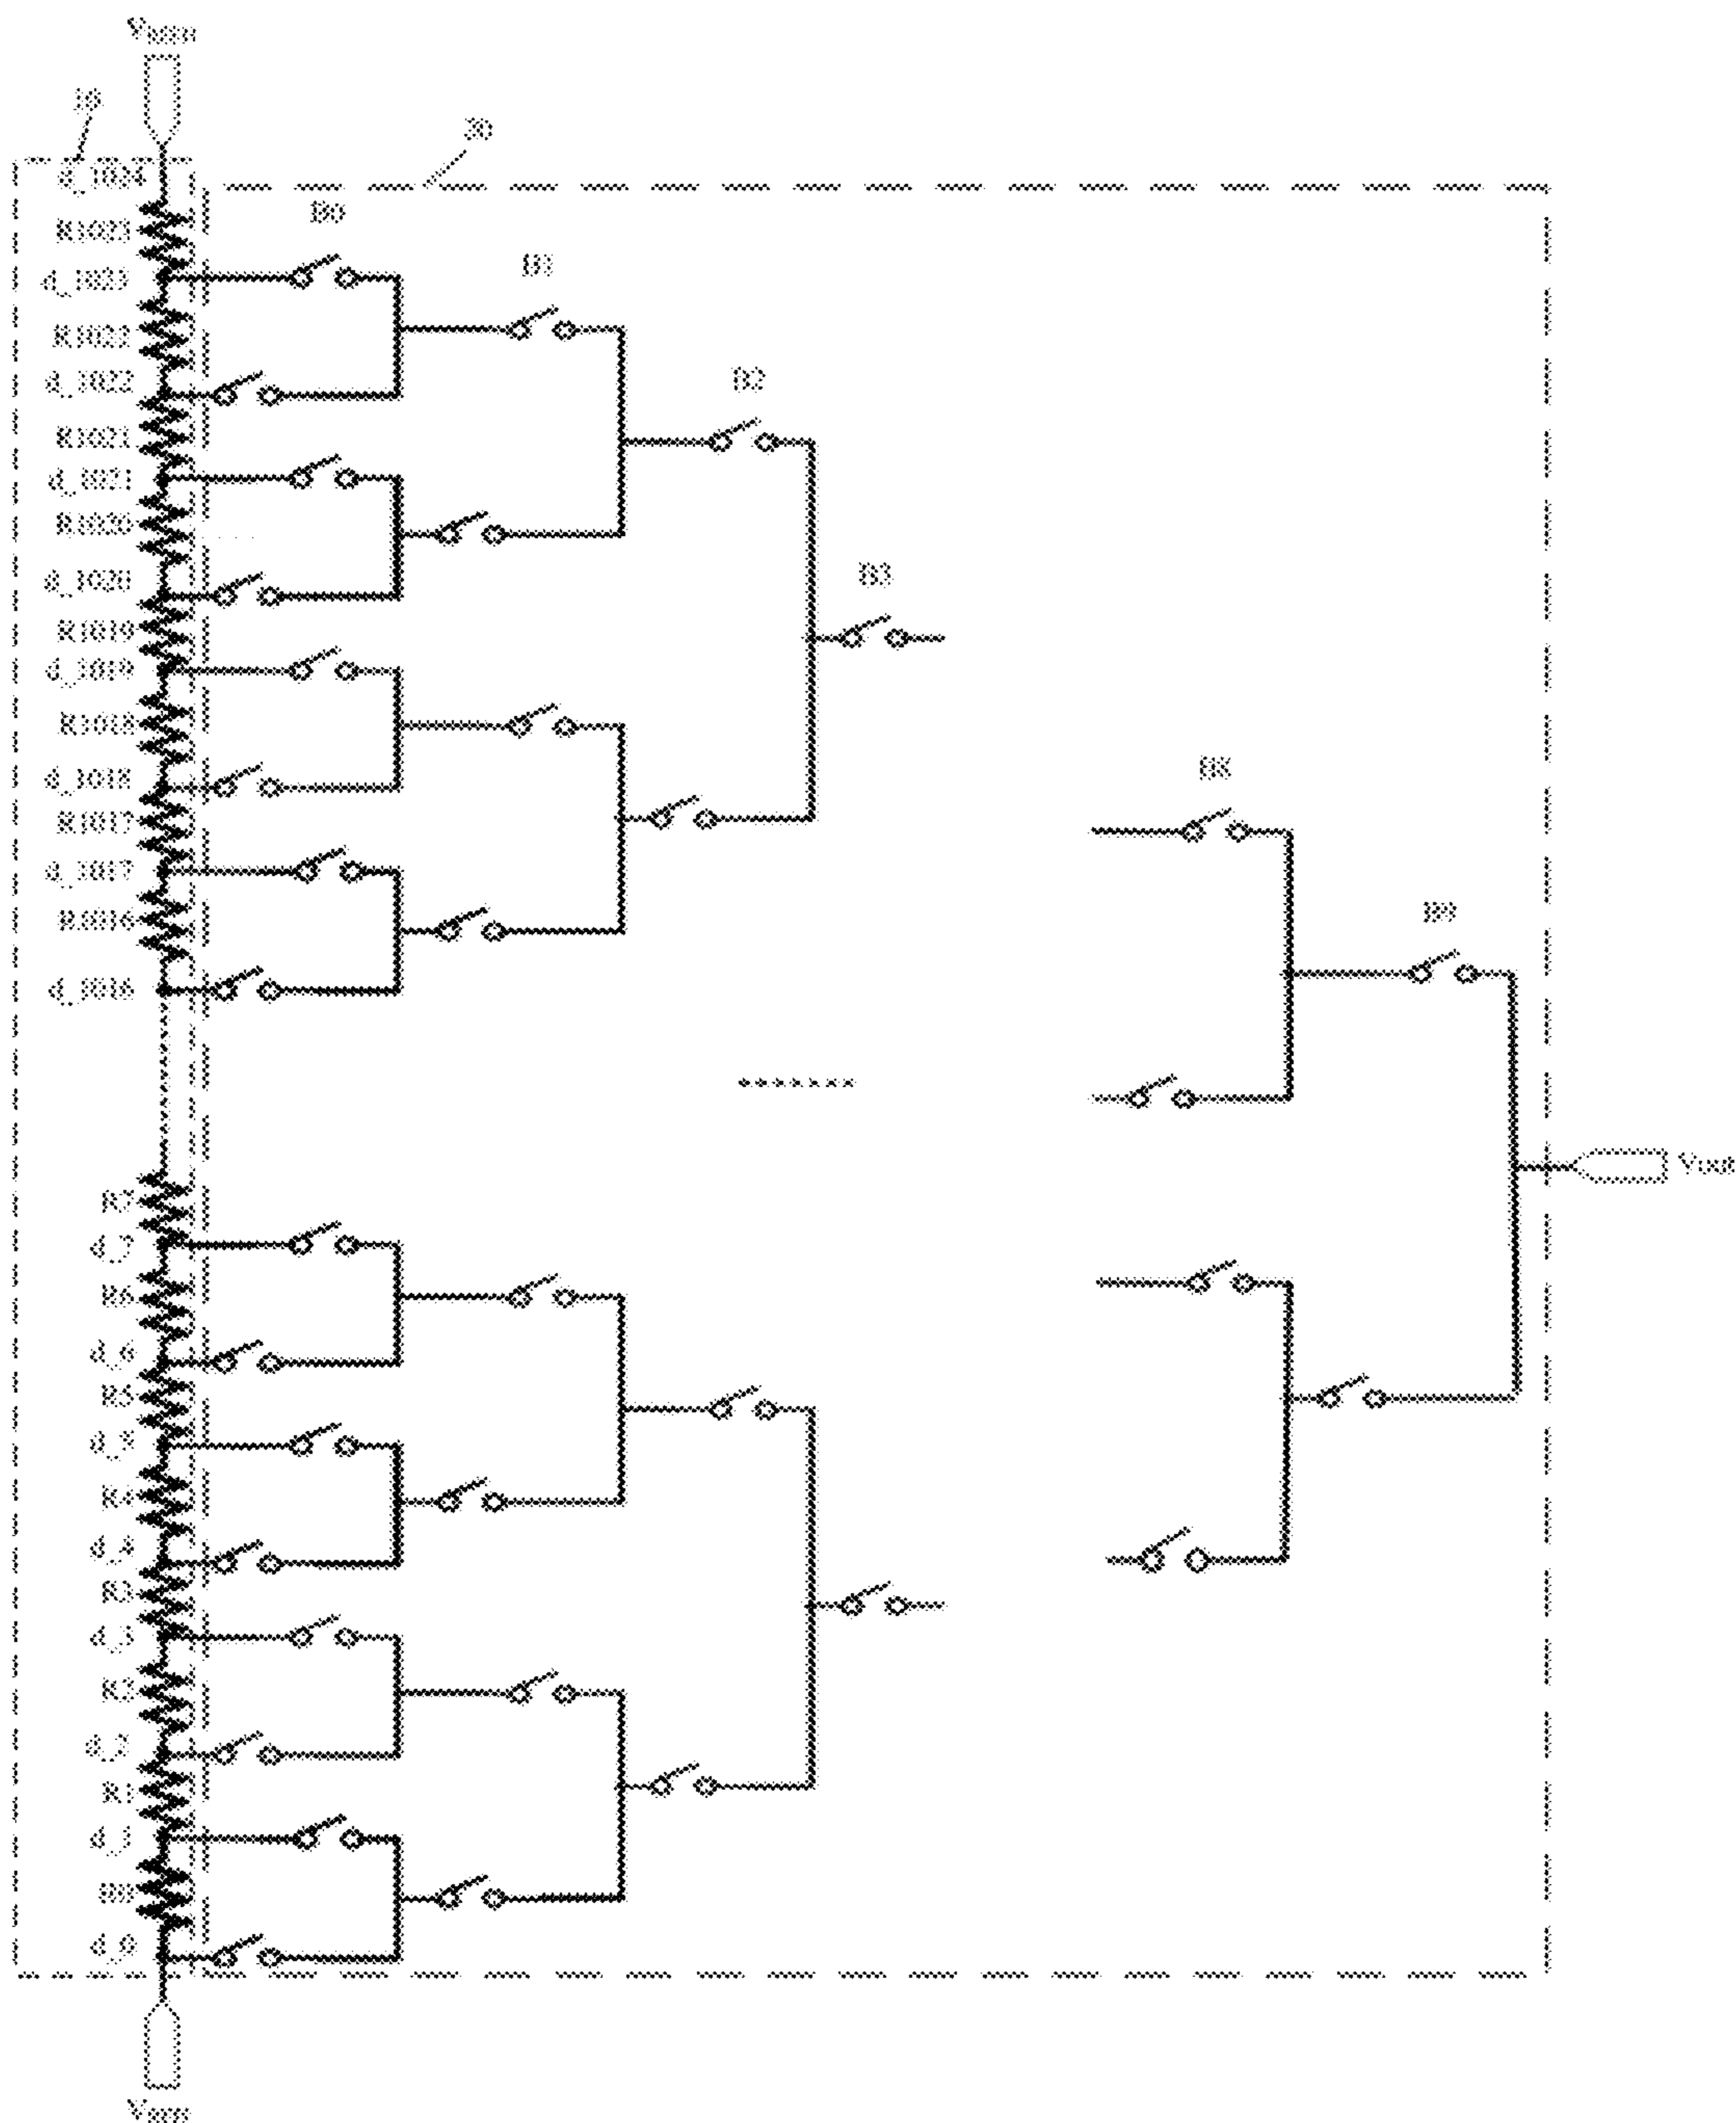 VREFH
10
20
d_1024
B0
R1023
B1
d_1023
R1022
B2
d_1022
R1021
d_1021
R1020
B3
d_1020
R1019
d_1019
R1018
B8
d_1018
R1017
d_1017
B9
R1016
d_1016
Vout
R7
d_7
R6
d_6
R5
d_5
R4
d_4
R3
d_3
R2
d_2
R1
d_1
R0
d_0